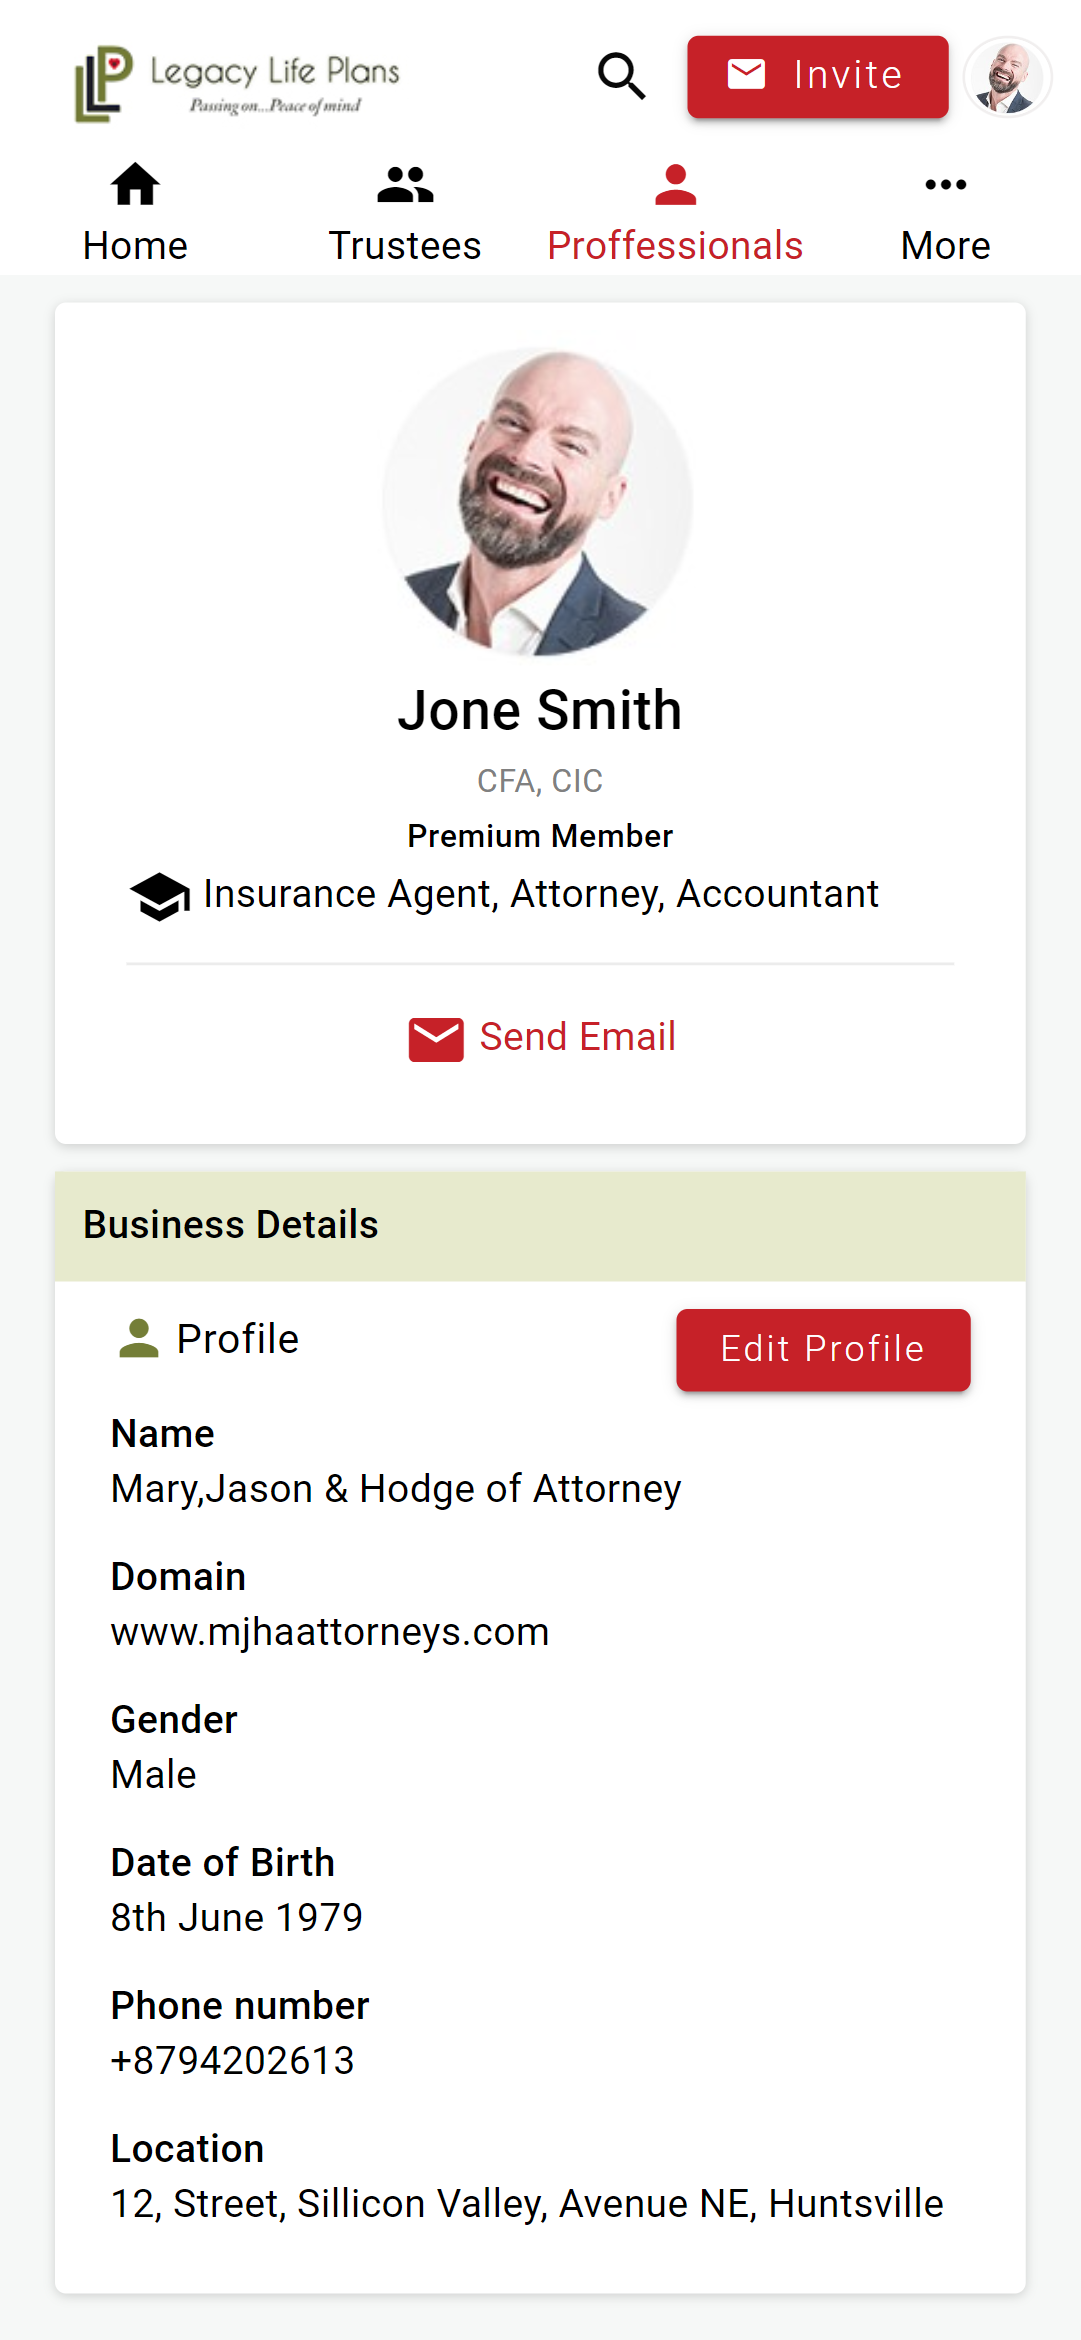 Legacy Life Plans
Passing on...Peace of mind
Invite
Home
Trustees
Proffessionals
More
Jone Smith
CFA, CIC
Premium Member
Insurance Agent, Attorney, Accountant
Send Email
Business Details
Profile
Edit Profile
Name
Mary,Jason & Hodge of Attorney
Domain
www.mjhaattorneys.com
Gender
Male
Date of Birth
8th June 1979
Phone number
+8794202613
Location
12, Street, Sillicon Valley, Avenue NE, Huntsville